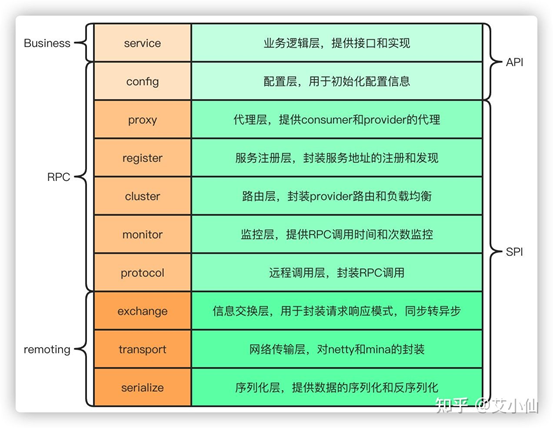 Business
service
业务逻辑层，提供接口和实现
API
config
配置层，用于初始化配置信息
RPC
proxy
代理层，提供consumer和provider的代理
register
服务注册层，封装服务地址的注册和发现
cluster
路由层，封装provider路由和负载均衡
monitor
监控层，提供RPC调用时间和次数监控
protocol
远程调用层，封装RPC调用
SPI
remoting
exchange
信息交换层，用于封装请求响应模式，同步转异步
transport
网络传输层，对netty和mina的封装
serialize
序列化层，提供数据的序列化和反序列化
知乎 @艾小仙